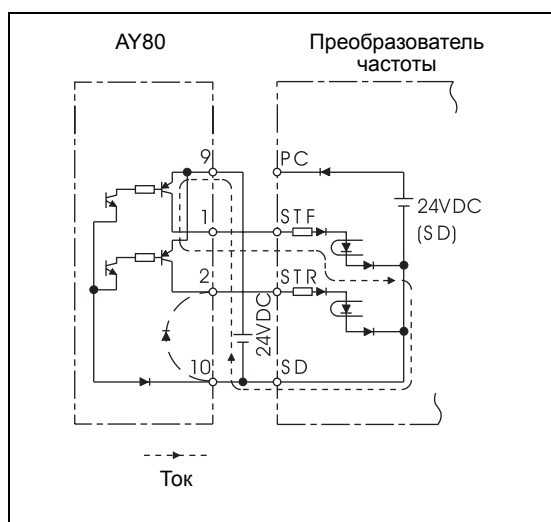 AY80
Преобразователь
частоты
9
PC
24VDC
(SD)
1
STF
2
STR
24VDC
10
SD
Ток